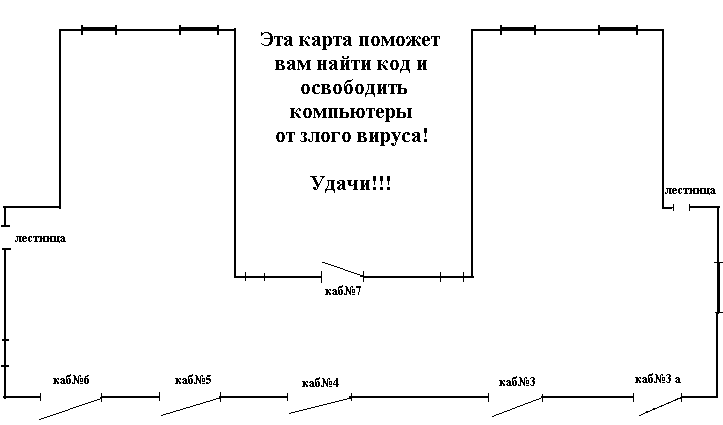 Эта карта поможет
вам найти код и
освободить
компьютеры
от злого вируса!
Удачи!!!
лестница
лестница
каб№7
каб№6
каб№5
каб№4
каб№3
каб№3 а